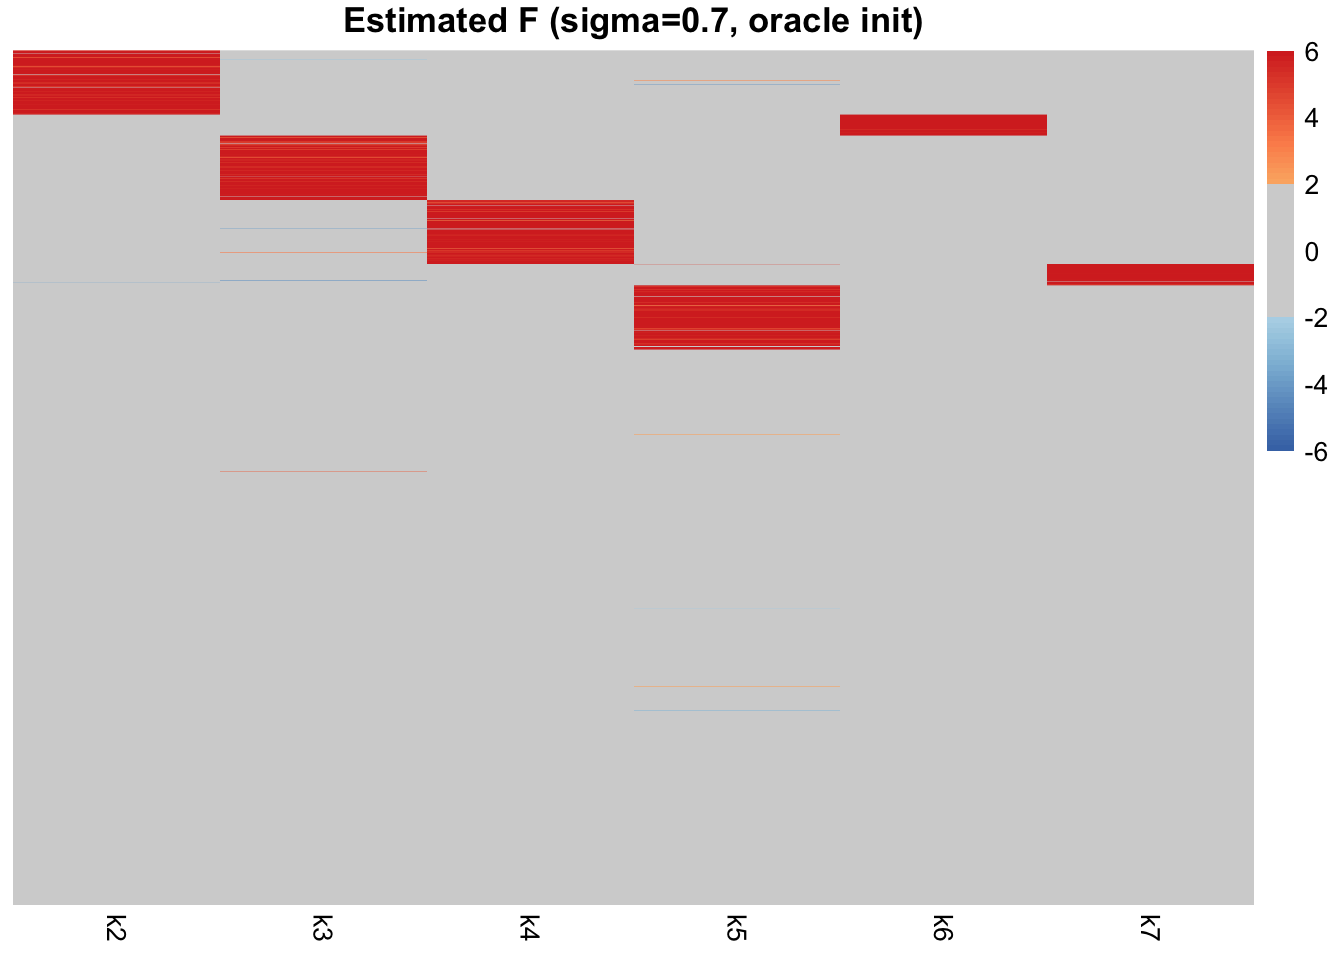 Estimated F (sigma=0.7, oracle init)
6
4
2
0
-2
-4
-6
k2
k3
k4
k5
k6
k7